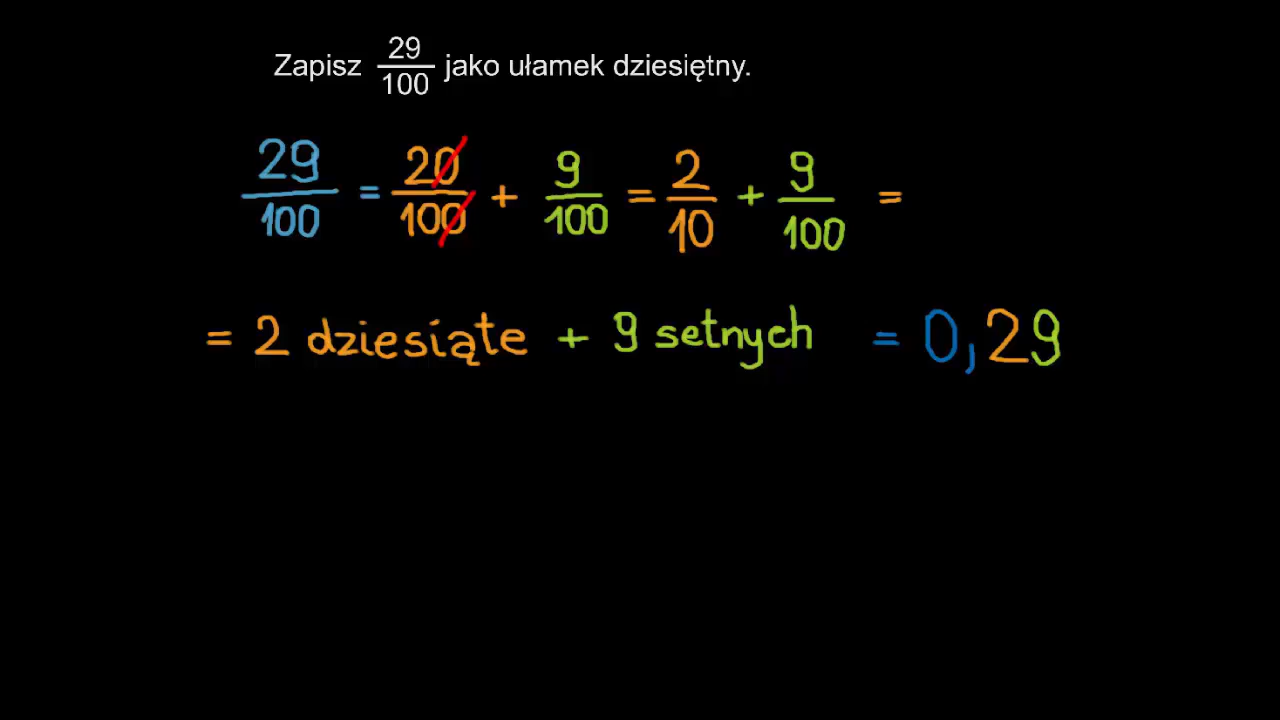 Zapisz 29/100 jako ułamek dziesiętny.
29/100 = 20/100 + 9/100 = 2/10 + 9/100 =
= 2 dziesiąte + 9 setnych = 0,29